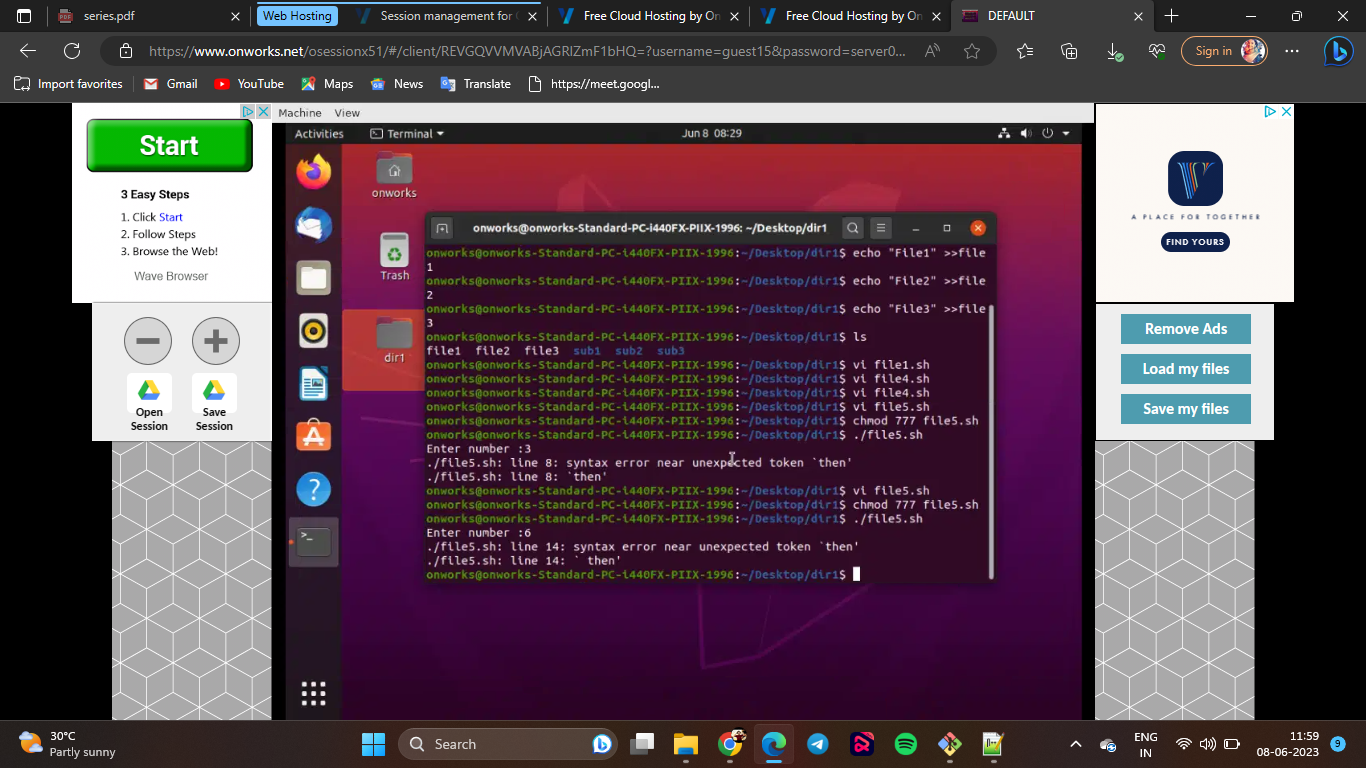 series.pdf
Web Hosting
Session management for
Free Cloud Hosting by On
Free Cloud Hosting by On
DEFAULT
https://www.onworks.net/osessionx51/#/client/REVGQVVMVABjAGRIZmF1bHQ=?username=guest15&password=server0...
Sign in
Import favorites
Gmail
YouTube
Maps
News
Translate
https://meet.googl...
Start
3 Easy Steps
1. Click Start
2. Follow Steps
3. Browse the Web!
Wave Browser
Open Session
Save Session
Machine View
Activities
Terminal
Jun 8 08:29
onworks
Trash
dir1
onworks@onworks-Standard-PC-i440FX-PIIX-1996: ~/Desktop/dir1
onworks@onworks-Standard-PC-i440FX-PIIX-1996:~/Desktop/dir1$ echo "File1" >>file
1
onworks@onworks-Standard-PC-i440FX-PIIX-1996:~/Desktop/dir1$ echo "File2" >>file
2
onworks@onworks-Standard-PC-i440FX-PIIX-1996:~/Desktop/dir1$ echo "File3" >>file
3
onworks@onworks-Standard-PC-i440FX-PIIX-1996:~/Desktop/dir1$ ls
file1 file2 file3 sub1 sub2 sub3
onworks@onworks-Standard-PC-i440FX-PIIX-1996:~/Desktop/dir1$ vi file1.sh
onworks@onworks-Standard-PC-i440FX-PIIX-1996:~/Desktop/dir1$ vi file4.sh
onworks@onworks-Standard-PC-i440FX-PIIX-1996:~/Desktop/dir1$ vi file4.sh
onworks@onworks-Standard-PC-i440FX-PIIX-1996:~/Desktop/dir1$ vi file5.sh
onworks@onworks-Standard-PC-i440FX-PIIX-1996:~/Desktop/dir1$ chmod 777 file5.sh
onworks@onworks-Standard-PC-i440FX-PIIX-1996:~/Desktop/dir1$ ./file5.sh
Enter number :3
./file5.sh: line 8: syntax error near unexpected token `then'
./file5.sh: line 8: `then'
onworks@onworks-Standard-PC-i440FX-PIIX-1996:~/Desktop/dir1$ vi file5.sh
onworks@onworks-Standard-PC-i440FX-PIIX-1996:~/Desktop/dir1$ chmod 777 file5.sh
onworks@onworks-Standard-PC-i440FX-PIIX-1996:~/Desktop/dir1$ ./file5.sh
Enter number :6
./file5.sh: line 14: syntax error near unexpected token `then'
./file5.sh: line 14: ` then'
onworks@onworks-Standard-PC-i440FX-PIIX-1996:~/Desktop/dir1$
A PLACE FOR TOGETHER
FIND YOURS
Remove Ads
Load my files
Save my files
30°C
Partly sunny
Search
ENG
IN
11:59
08-06-2023
9